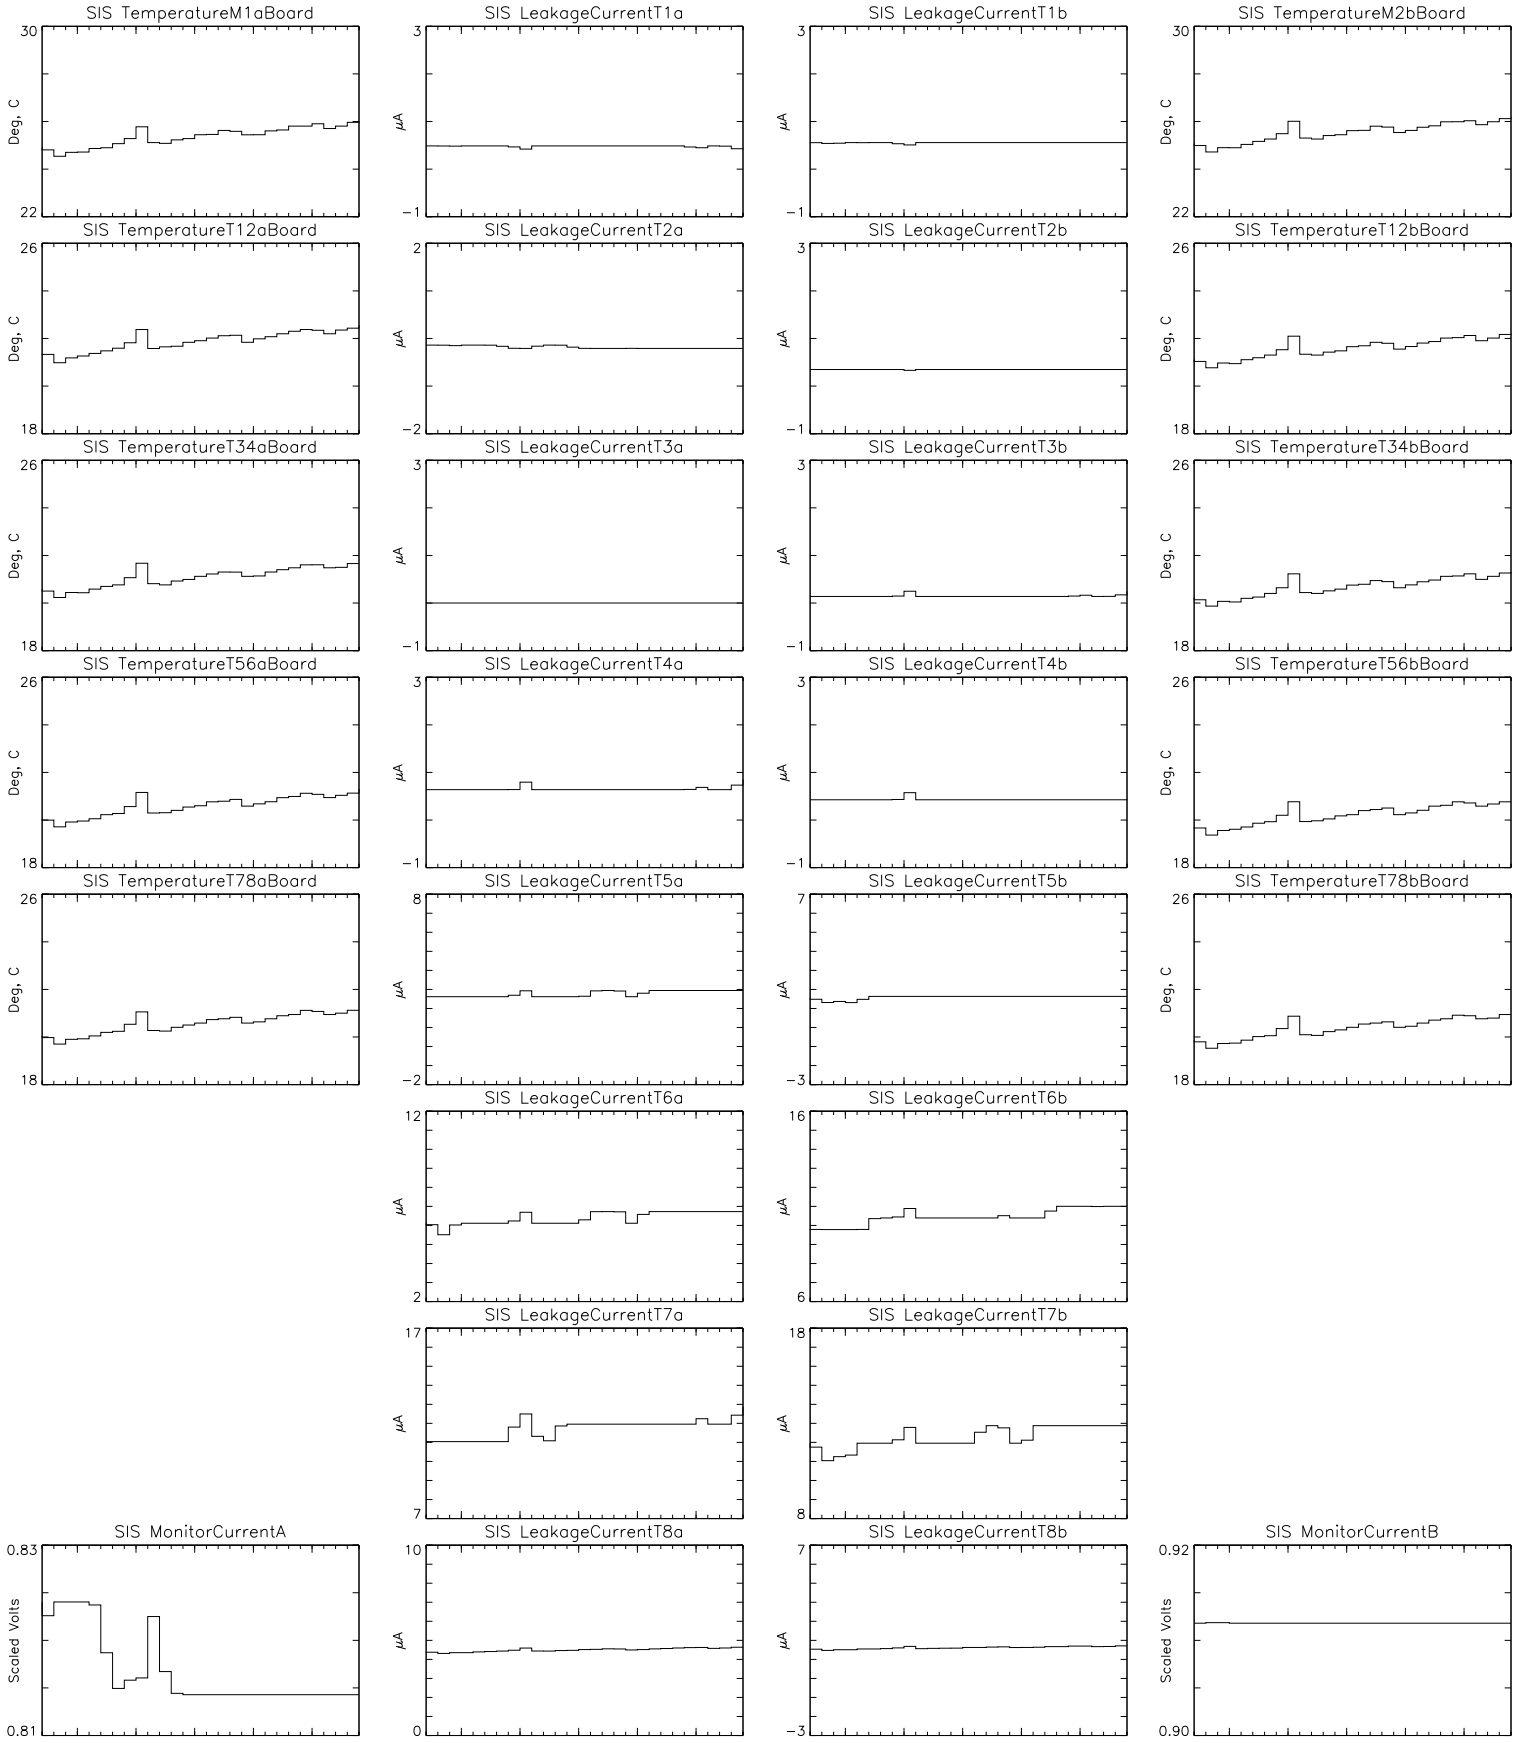 SIS TemperatureM1aBoard
30
Deg, C
22
SIS LeakageCurrentT1a
3
μA
−1
SIS LeakageCurrentT1b
3
μA
−1
SIS TemperatureM2bBoard
30
Deg, C
22
SIS TemperatureT12aBoard
26
Deg, C
18
SIS LeakageCurrentT2a
2
μA
−2
SIS LeakageCurrentT2b
3
μA
−1
SIS TemperatureT12bBoard
26
Deg, C
18
SIS TemperatureT34aBoard
26
Deg, C
18
SIS LeakageCurrentT3a
3
μA
−1
SIS LeakageCurrentT3b
3
μA
−1
SIS TemperatureT34bBoard
26
Deg, C
18
SIS TemperatureT56aBoard
26
Deg, C
18
SIS LeakageCurrentT4a
3
μA
−1
SIS LeakageCurrentT4b
3
μA
−1
SIS TemperatureT56bBoard
26
Deg, C
18
SIS TemperatureT78aBoard
26
Deg, C
18
SIS LeakageCurrentT5a
8
μA
−2
SIS LeakageCurrentT5b
7
μA
−3
SIS TemperatureT78bBoard
26
Deg, C
18
SIS LeakageCurrentT6a
12
μA
2
SIS LeakageCurrentT6b
16
μA
6
SIS LeakageCurrentT7a
17
μA
7
SIS LeakageCurrentT7b
18
μA
8
SIS MonitorCurrentA
0.83
Scaled Volts
0.81
SIS LeakageCurrentT8a
10
μA
0
SIS LeakageCurrentT8b
7
μA
−3
SIS MonitorCurrentB
0.92
Scaled Volts
0.90